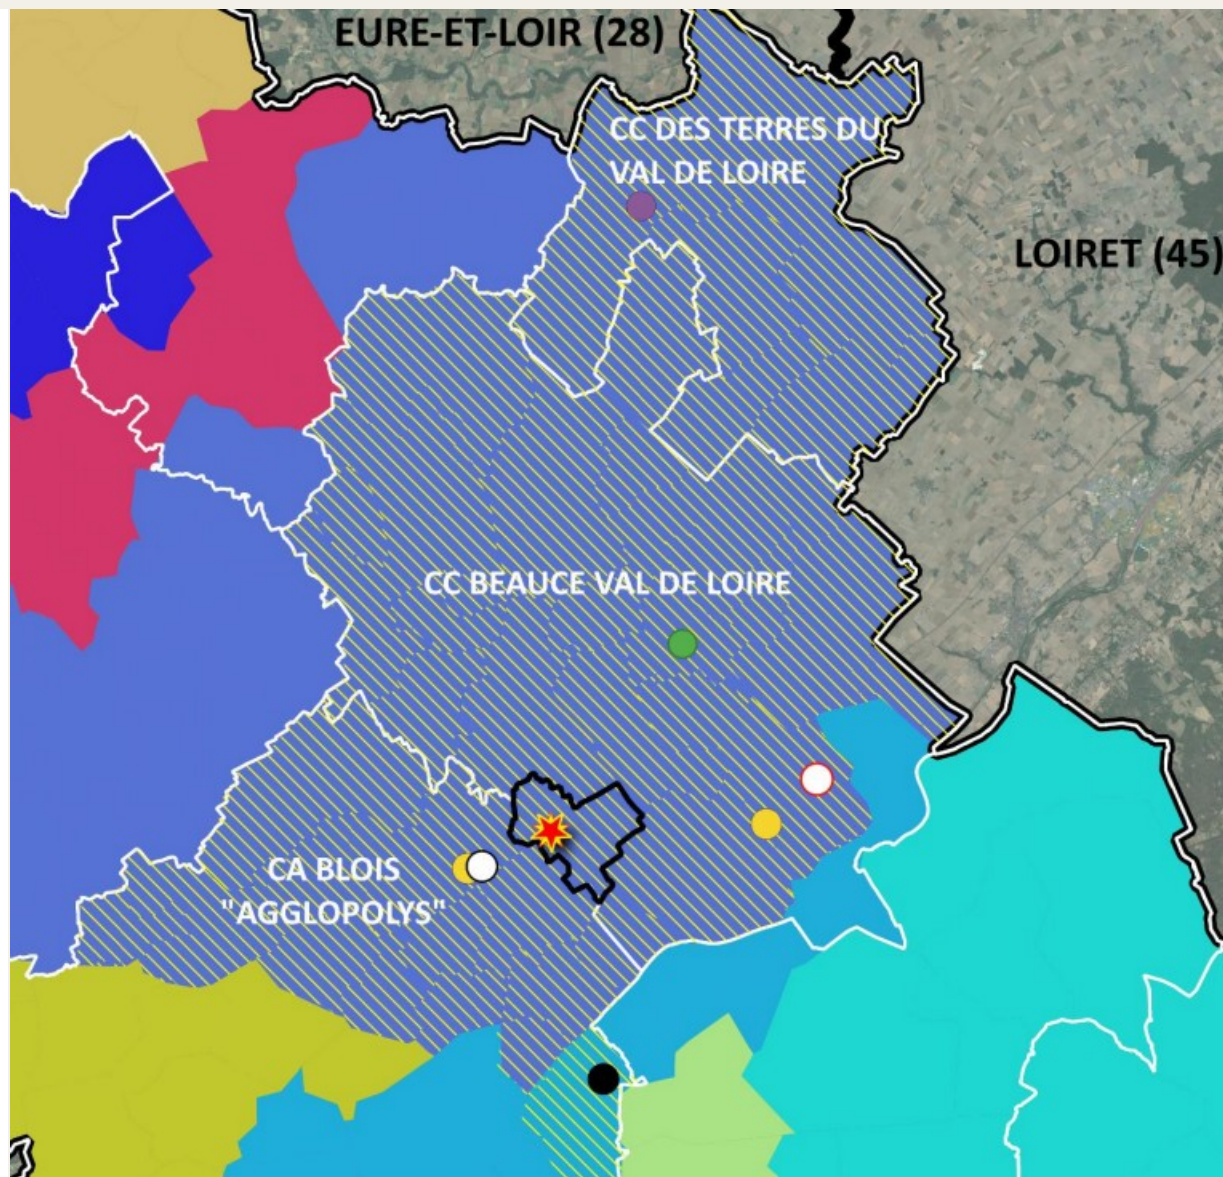 EURE-ET-LOIR (28)
CC DES TERRES DU
VAL DE LOIRE
LOIRET (45)
CC BEAUCE VAL DE LOIRE
CA BLOIS
"AGGLOPOLYS"